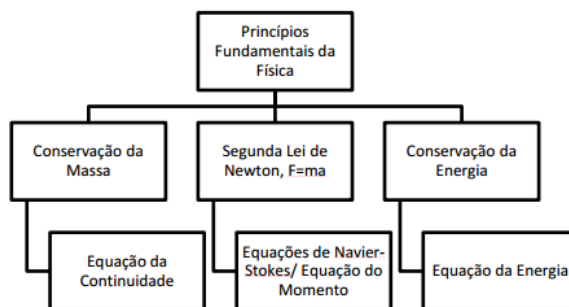 Princípios
Fundamentais da
Física
Conservação da
Massa
Segunda Lei de
Newton, F=ma
Conservação da
Energia
Equação da
Continuidade
Equações de Navier-
Stokes/ Equação do
Momento
Equação da Energia